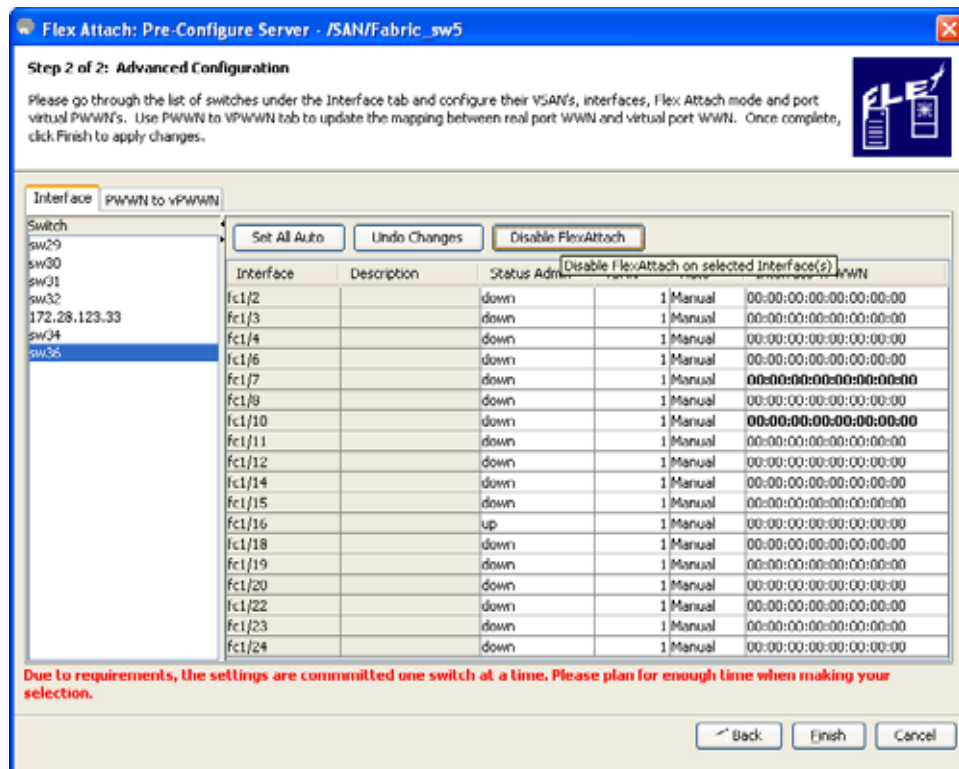 Flex Attach: Pre-Configure Server - /SAN/Fabric_sw5
Step 2 of 2: Advanced Configuration
Please go through the list of switches under the Interface tab and configure their VSAN's, interfaces, Flex Attach mode and port
virtual PWWN's. Use PWWN to VPWWN tab to update the mapping between real port WWN and virtual port WWN. Once complete,
click Finish to apply changes.
FLE
Interface PWWN to vPWWN
Switch
sw29
sw30
sw31
sw32
172.28.123.33
sw34
sw36
Set All Auto Undo Changes Disable FlexAttach
Disable FlexAttach on selected Interface(s)
Interface Description Status Admin
fc1/2 down 1 Manual 00:00:00:00:00:00:00:00
fc1/3 down 1 Manual 00:00:00:00:00:00:00:00
fc1/4 down 1 Manual 00:00:00:00:00:00:00:00
fc1/6 down 1 Manual 00:00:00:00:00:00:00:00
fc1/7 down 1 Manual 00:00:00:00:00:00:00:00
down 1 Manual 00:00:00:00:00:00:00:00
fc1/10 down 1 Manual 00:00:00:00:00:00:00:00
fc1/11 down 1 Manual 00:00:00:00:00:00:00:00
fc1/12 down 1 Manual 00:00:00:00:00:00:00:00
fc1/14 down 1 Manual 00:00:00:00:00:00:00:00
fc1/15 down 1 Manual 00:00:00:00:00:00:00:00
fc1/16 up 1 Manual 00:00:00:00:00:00:00:00
fc1/18 down 1 Manual 00:00:00:00:00:00:00:00
fc1/19 down 1 Manual 00:00:00:00:00:00:00:00
fc1/20 down 1 Manual 00:00:00:00:00:00:00:00
fc1/22 down 1 Manual 00:00:00:00:00:00:00:00
fc1/23 down 1 Manual 00:00:00:00:00:00:00:00
fc1/24 down 1 Manual 00:00:00:00:00:00:00:00
Due to requirements, the settings are commmitted one switch at a time. Please plan for enough time when making your
selection.
Back Finish Cancel